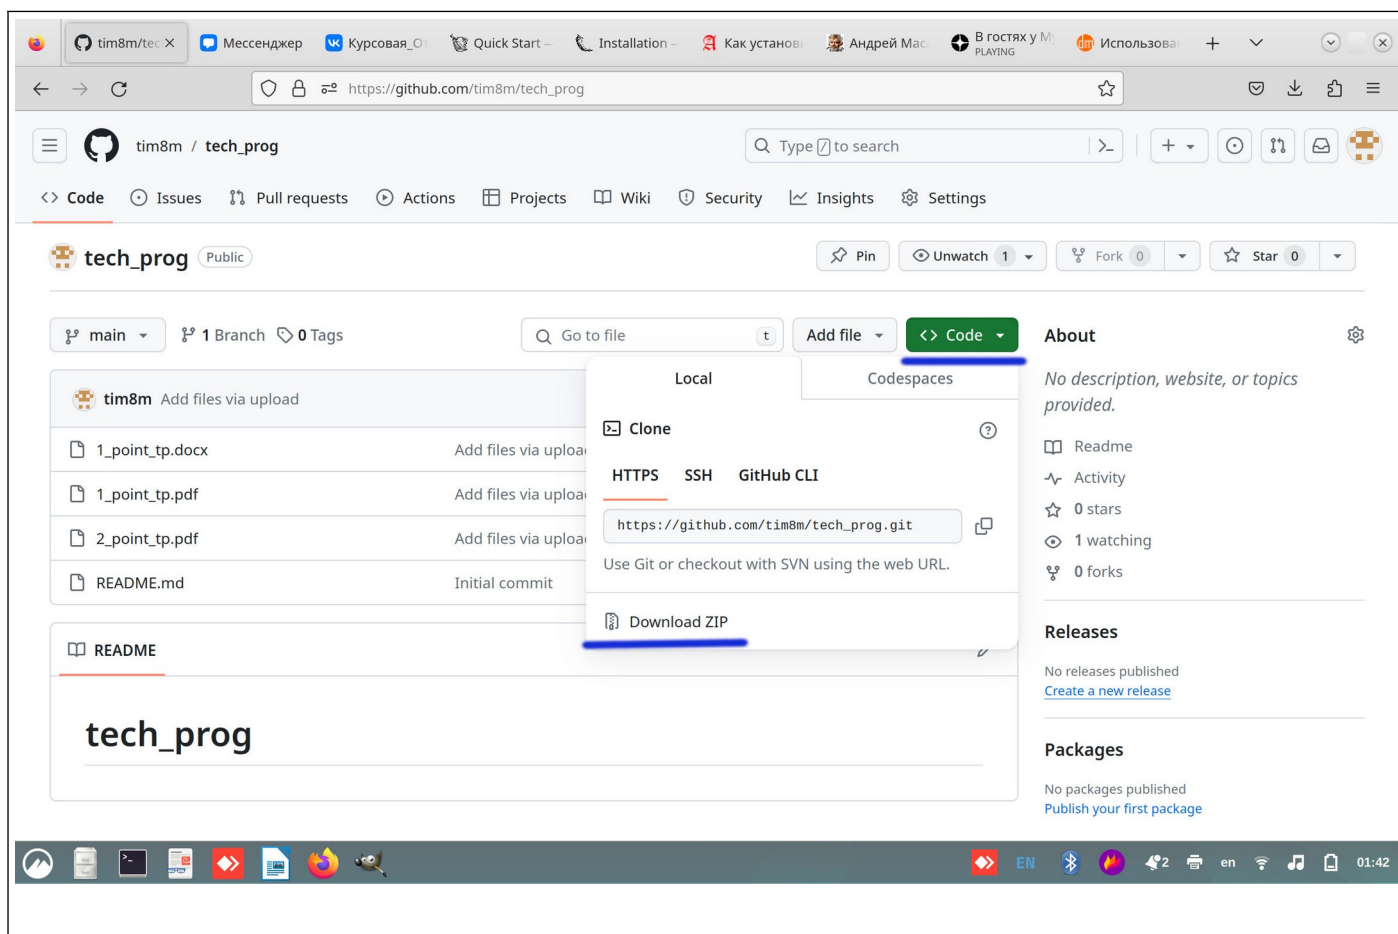 tim8m/tec
Мессенджер
Курсовая_О
Quick Start –
Installation –
Как установ
Андрей Мас
В гостях у М
PLAYING
Использова
https://github.com/tim8m/tech_prog
tim8m / tech_prog
Type / to search
Code
Issues
Pull requests
Actions
Projects
Wiki
Security
Insights
Settings
tech_prog Public
Pin
Unwatch 1
Fork 0
Star 0
main
1 Branch
0 Tags
Go to file t
Add file
<> Code
About
No description, website, or topics
provided.
Readme
Activity
0 stars
1 watching
0 forks
Local
Codespaces
Clone
HTTPS SSH GitHub CLI
https://github.com/tim8m/tech_prog.git
Use Git or checkout with SVN using the web URL.
Download ZIP
tim8m Add files via upload
1_point_tp.docx Add files via uploa
1_point_tp.pdf Add files via uploa
2_point_tp.pdf Add files via uploa
README.md Initial commit
README
tech_prog
Releases
No releases published
Create a new release
Packages
No packages published
Publish your first package
EN
2
en
01:42